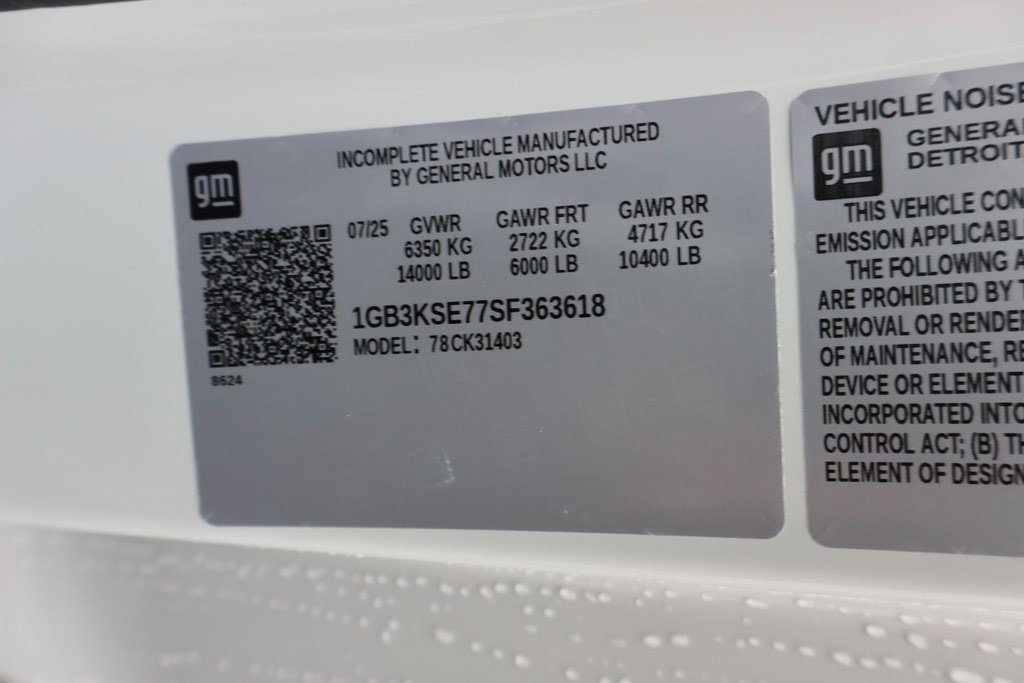 gm
INCOMPLETE VEHICLE MANUFACTURED
BY GENERAL MOTORS LLC
07/25 GVWR GAWR FRT GAWR RR
6350 KG 2722 KG 4717 KG
14000 LB 6000 LB 10400 LB
1GB3KSE77SF363618
MODEL: 78CK31403
8624
VEHICLE NOISE
gm
GENERAL
DETROIT
THIS VEHICLE CON
EMISSION APPLICABL
THE FOLLOWING A
ARE PROHIBITED BY T
REMOVAL OR RENDER
OF MAINTENANCE, RE
DEVICE OR ELEMENT
INCORPORATED INTO
CONTROL ACT; (B) TH
ELEMENT OF DESIGN